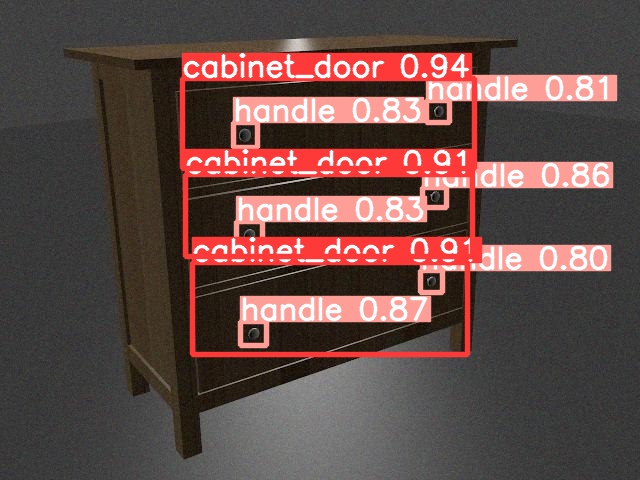 cabinet_door 0.94
handle 0.81
handle 0.83
cabinet_door 0.91
handle 0.86
handle 0.83
cabinet_door 0.91
handle 0.80
handle 0.87